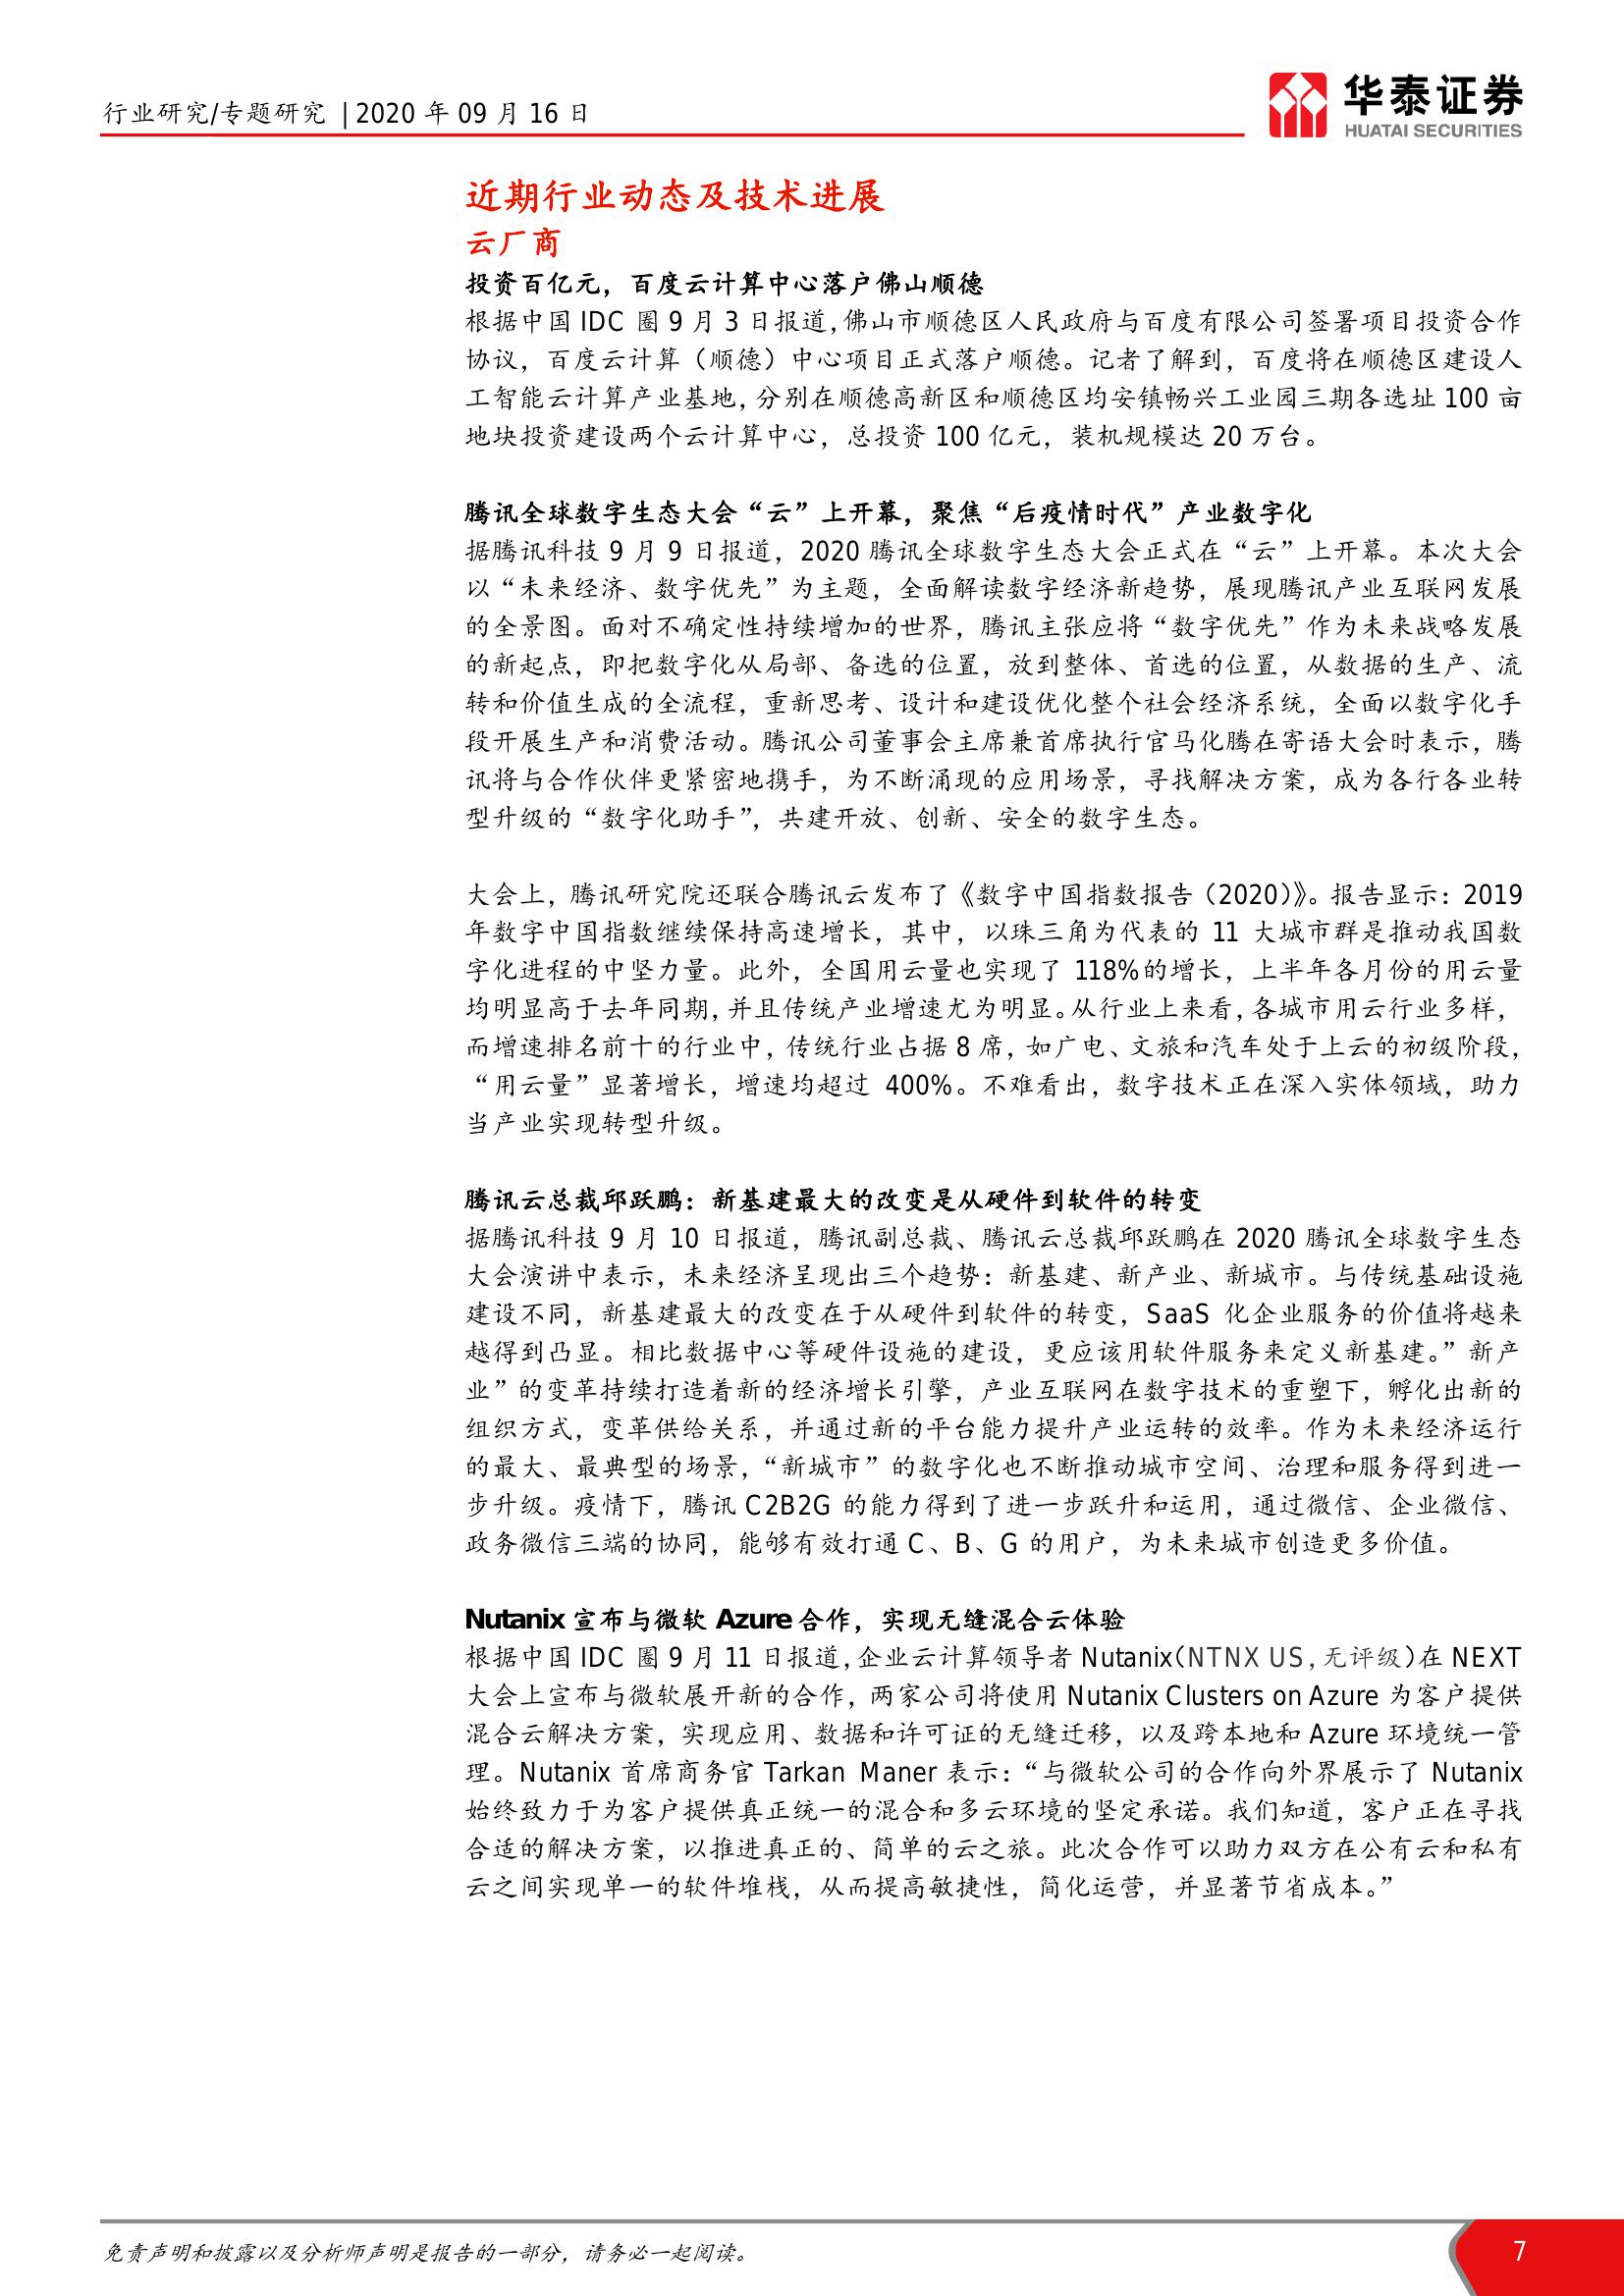 行业研究/专题研究 | 2020 年 09 月 16 日
华泰证券
HUATAI SECURITIES
近期行业动态及技术进展
云厂商
投资百亿元，百度云计算中心落户佛山顺德
根据中国 IDC 圈 9 月 3 日报道，佛山市顺德区人民政府与百度有限公司签署项目投资合作
协议，百度云计算（顺德）中心项目正式落户顺德。记者了解到，百度将在顺德区建设人
工智能云计算产业基地，分别在顺德高新区和顺德区均安镇畅兴工业园三期各选址 100 亩
地块投资建设两个云计算中心，总投资 100 亿元，装机规模达 20 万台。
腾讯全球数字生态大会“云”上开幕，聚焦“后疫情时代”产业数字化
据腾讯科技 9 月 9 日报道，2020 腾讯全球数字生态大会正式在“云”上开幕。本次大会
以“未来经济、数字优先”为主题，全面解读数字经济新趋势，展现腾讯产业互联网发展
的全景图。面对不确定性持续增加的世界，腾讯主张应将“数字优先”作为未来战略发展
的新起点，即把数字化从局部、备选的位置，放到整体、首选的位置，从数据的生产、流
转和价值生成的全流程，重新思考、设计和建设优化整个社会经济系统，全面以数字化手
段开展生产和消费活动。腾讯公司董事会主席兼首席执行官马化腾在寄语大会时表示，腾
讯将与合作伙伴更紧密地携手，为不断涌现的应用场景，寻找解决方案，成为各行各业转
型升级的“数字化助手”，共建开放、创新、安全的数字生态。
大会上，腾讯研究院还联合腾讯云发布了《数字中国指数报告（2020）》。报告显示：2019
年数字中国指数继续保持高速增长，其中，以珠三角为代表的 11 大城市群是推动我国数
字化进程的中坚力量。此外，全国用云量也实现了 118%的增长，上半年各月份的用云量
均明显高于去年同期，并且传统产业增速尤为明显。从行业上来看，各城市用云行业多样，
而增速排名前十的行业中，传统行业占据 8 席，如广电、文旅和汽车处于上云的初级阶段，
“用云量”显著增长，增速均超过 400%。不难看出，数字技术正在深入实体领域，助力
当产业实现转型升级。
腾讯云总裁邱跃鹏：新基建最大的改变是从硬件到软件的转变
据腾讯科技 9 月 10 日报道，腾讯副总裁、腾讯云总裁邱跃鹏在 2020 腾讯全球数字生态
大会演讲中表示，未来经济呈现出三个趋势：新基建、新产业、新城市。与传统基础设施
建设不同，新基建最大的改变在于从硬件到软件的转变，SaaS 化企业服务的价值将越来
越得到凸显。相比数据中心等硬件设施的建设，更应该用软件服务来定义新基建。”新产
业”的变革持续打造着新的经济增长引擎，产业互联网在数字技术的重塑下，孵化出新的
组织方式，变革供给关系，并通过新的平台能力提升产业运转的效率。作为未来经济运行
的最大、最典型的场景，“新城市”的数字化也不断推动城市空间、治理和服务得到进一
步升级。疫情下，腾讯 C2B2G 的能力得到了进一步跃升和运用，通过微信、企业微信、
政务微信三端的协同，能够有效打通 C、B、G 的用户，为未来城市创造更多价值。
Nutanix 宣布与微软 Azure 合作，实现无缝混合云体验
根据中国 IDC 圈 9 月 11 日报道，企业云计算领导者 Nutanix（NTNX US，无评级）在 NEXT
大会上宣布与微软展开新的合作，两家公司将使用 Nutanix Clusters on Azure 为客户提供
混合云解决方案，实现应用、数据和许可证的无缝迁移，以及跨本地和 Azure 环境统一管
理。Nutanix 首席商务官 Tarkan Maner 表示：“与微软公司的合作向外界展示了 Nutanix
始终致力于为客户提供真正统一的混合和多云环境的坚定承诺。我们知道，客户正在寻找
合适的解决方案，以推进真正的、简单的云之旅。此次合作可以助力双方在公有云和私有
云之间实现单一的软件堆栈，从而提高敏捷性，简化运营，并显著节省成本。”
免责声明和披露以及分析师声明是报告的一部分，请务必一起阅读。
7